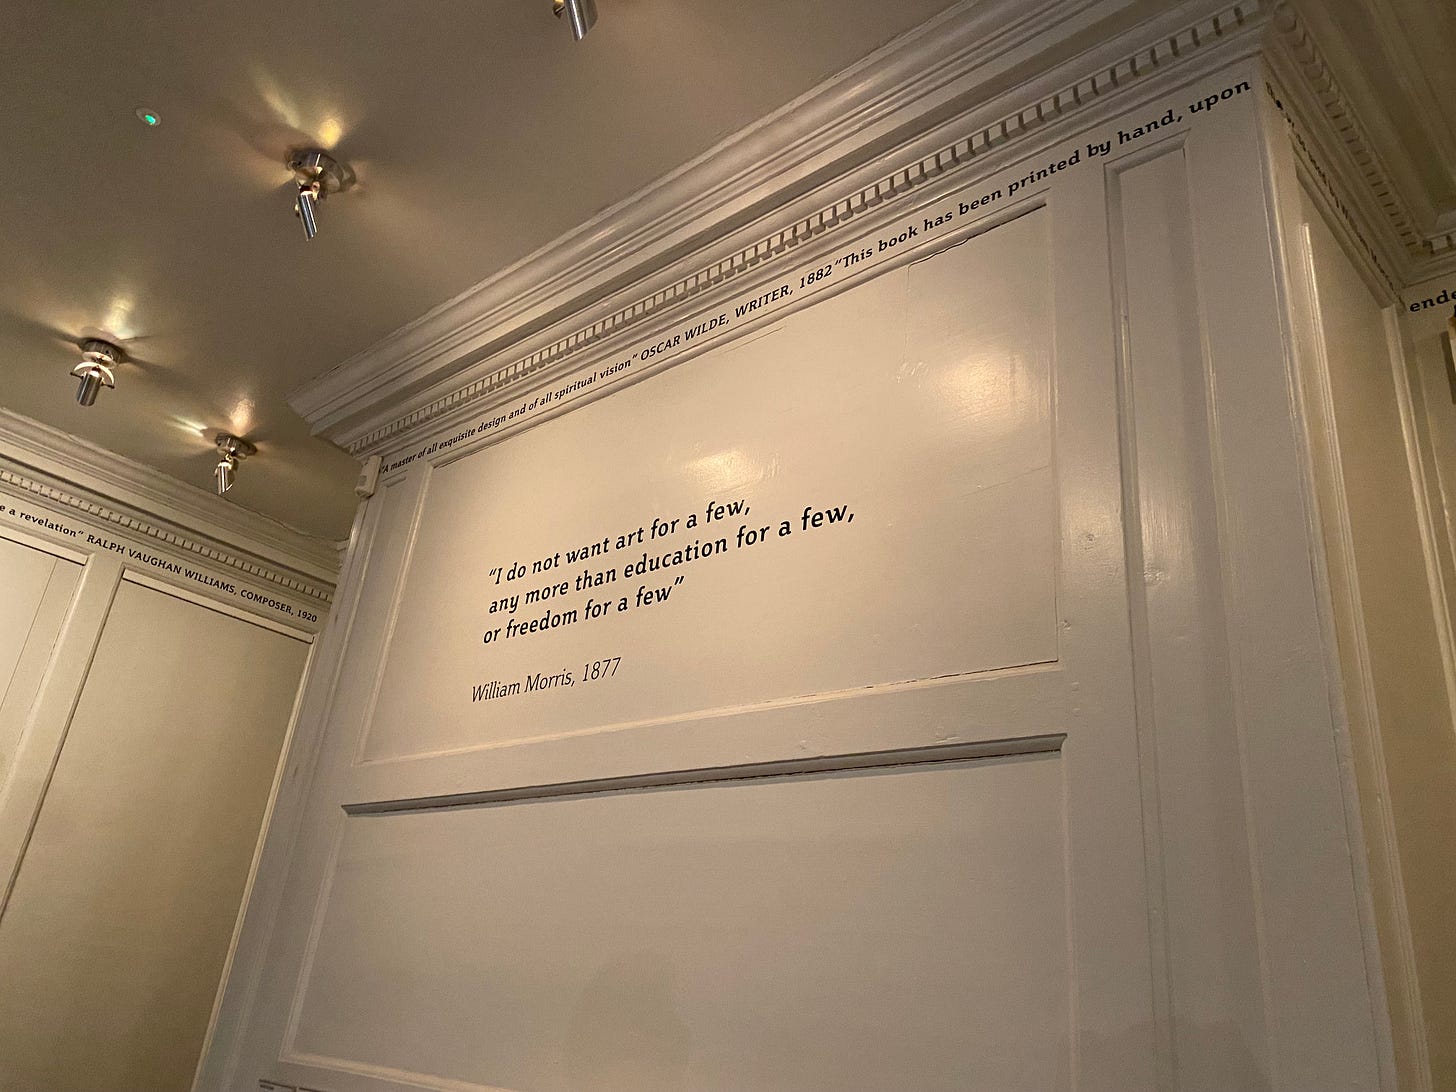 "A master of all exquisite design and of all spiritual vision" OSCAR WILDE, WRITER, 1882 "This book has been printed by hand, upon
e a revelation" RALPH VAUGHAN WILLIAMS, COMPOSER, 1920
"I do not want art for a few,
any more than education for a few,
or freedom for a few"
William Morris, 1877
ende